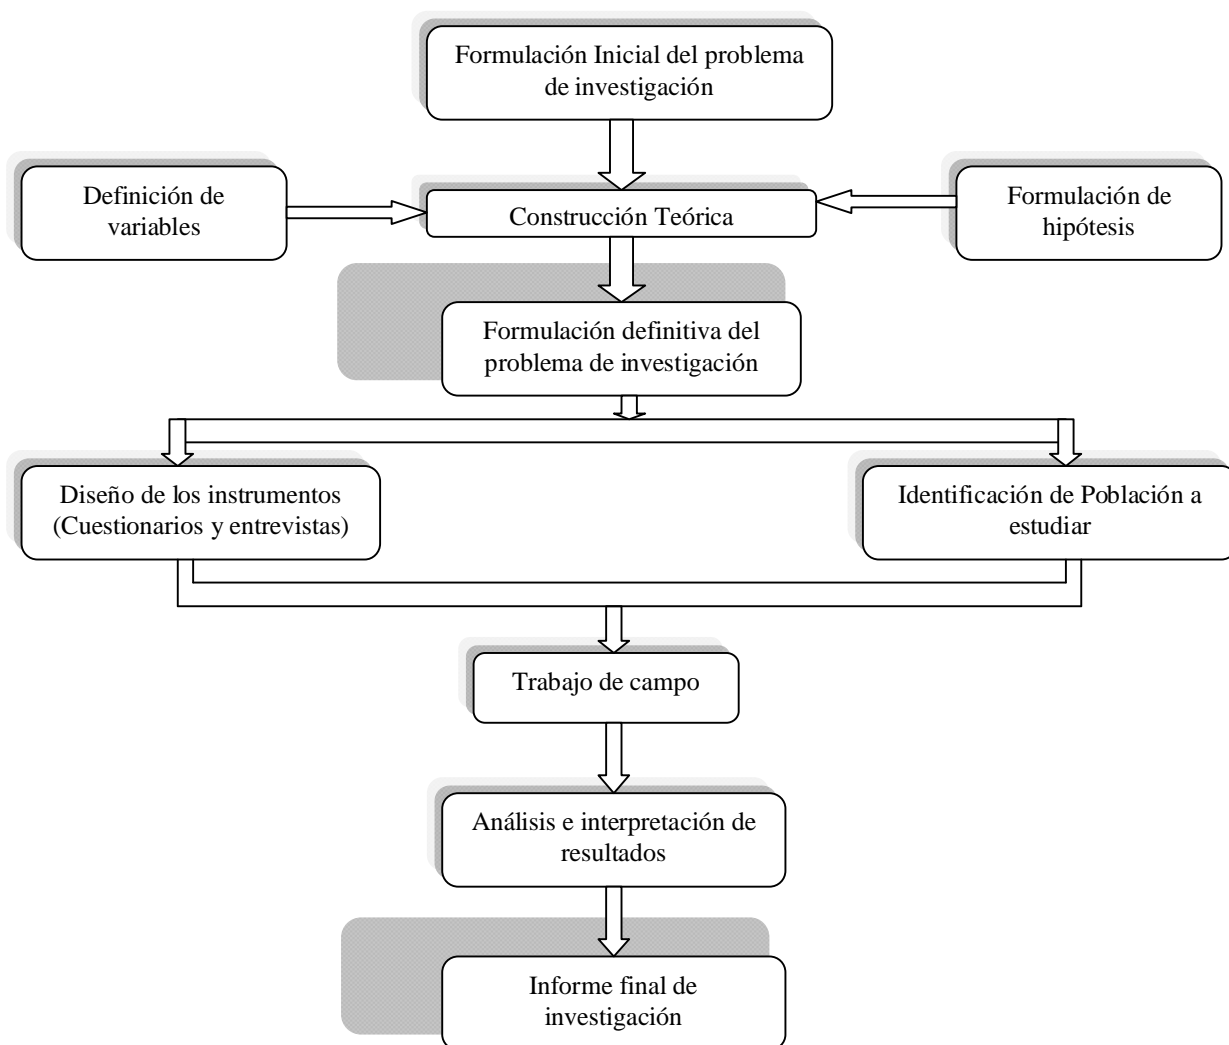 Formulación Inicial del problema
de investigación
Definición de
variables
Construcción Teórica
Formulación de
hipótesis
Formulación definitiva del
problema de investigación
Diseño de los instrumentos
(Cuestionarios y entrevistas)
Identificación de Población a
estudiar
Trabajo de campo
Análisis e interpretación de
resultados
Informe final de
investigación